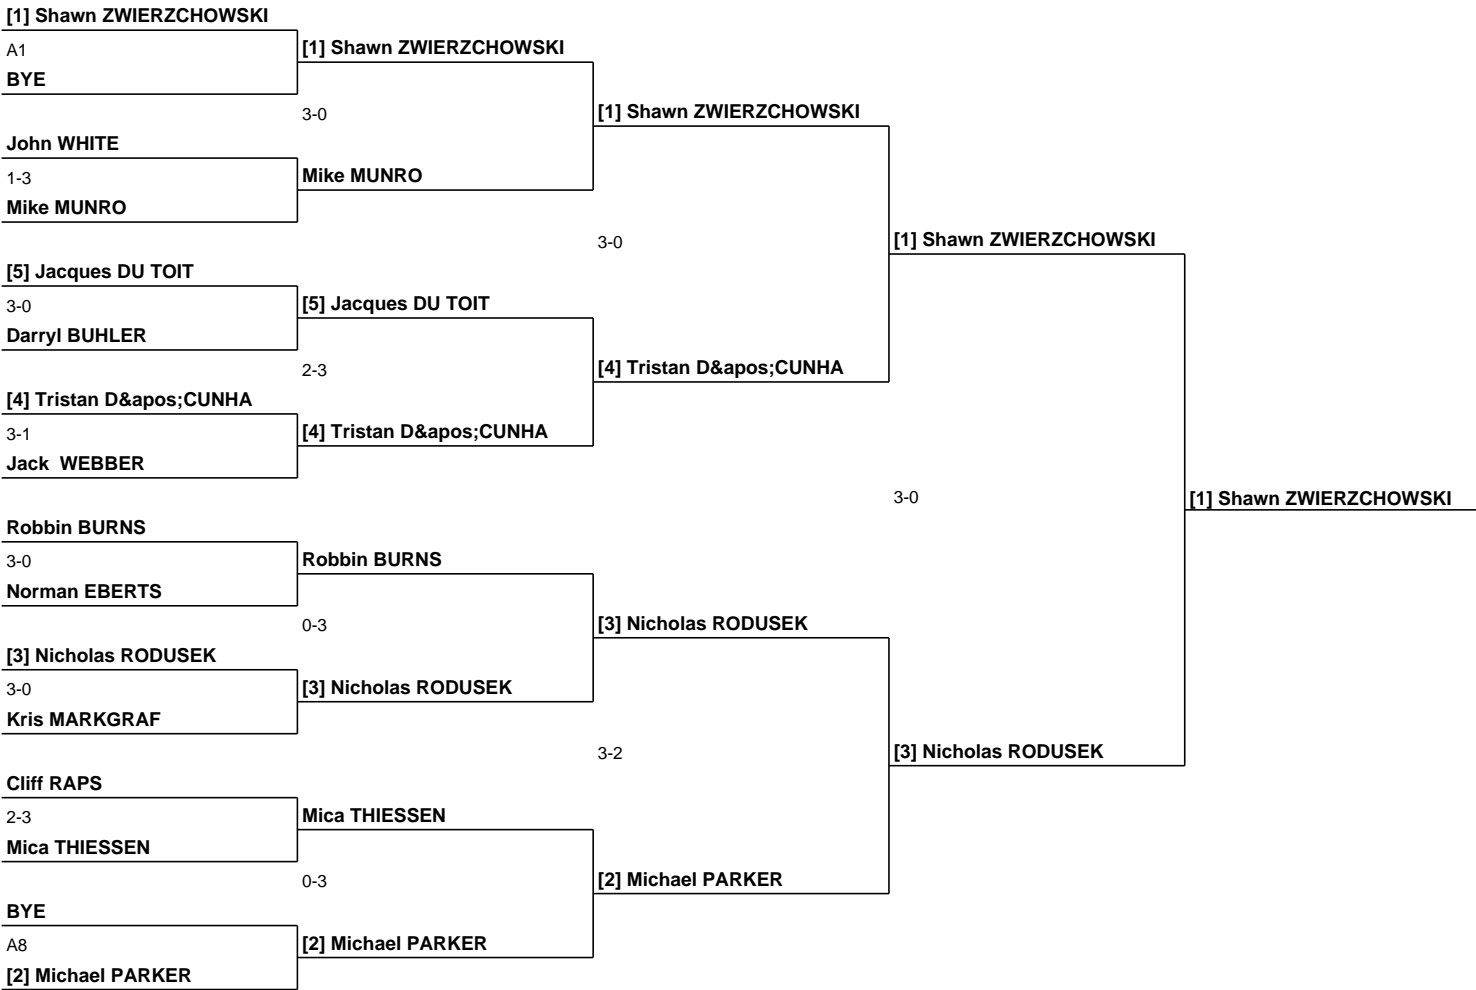 [1] Shawn ZWIERZCHOWSKI
A1
BYE
John WHITE
1-3
Mike MUNRO
[5] Jacques DU TOIT
3-0
Darryl BUHLER
[4] Tristan D&apos;CUNHA
3-1
Jack  WEBBER
Robbin BURNS
3-0
Norman EBERTS
[3] Nicholas RODUSEK
3-0
Kris MARKGRAF
Cliff RAPS
2-3
Mica THIESSEN
BYE
A8
[2] Michael PARKER
[1] Shawn ZWIERZCHOWSKI
3-0
Mike MUNRO
[5] Jacques DU TOIT
2-3
[4] Tristan D&apos;CUNHA
Robbin BURNS
0-3
[3] Nicholas RODUSEK
Mica THIESSEN
0-3
[2] Michael PARKER
[1] Shawn ZWIERZCHOWSKI
3-0
[4] Tristan D&apos;CUNHA
[3] Nicholas RODUSEK
3-2
[2] Michael PARKER
[1] Shawn ZWIERZCHOWSKI
3-0
[3] Nicholas RODUSEK
[1] Shawn ZWIERZCHOWSKI